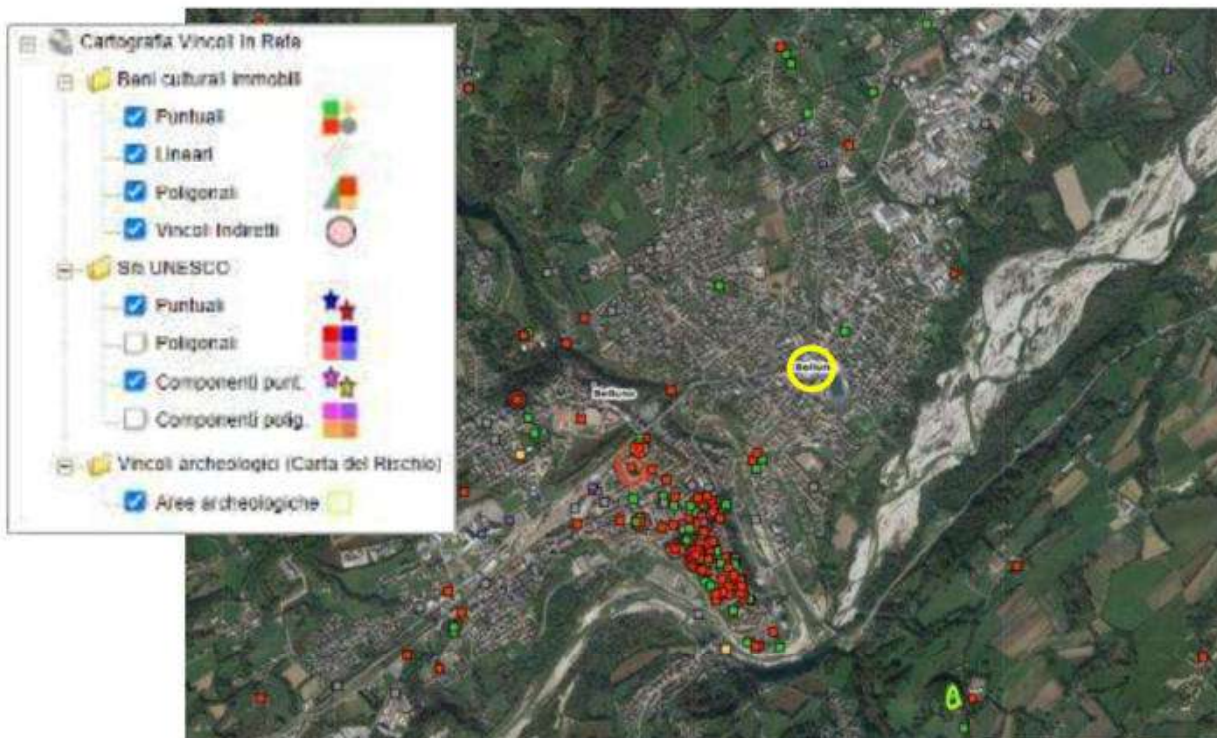 Cartografia Vincoli in Rete
Beni culturali immobili
Puntuali
Lineari
Poligonali
Vincoli Indiretti
Siti UNESCO
Puntuali
Poligonali
Componenti punt.
Componenti polig.
Vincoli archeologici (Carta del Rischio)
Aree archeologiche
Bellun
Belluno